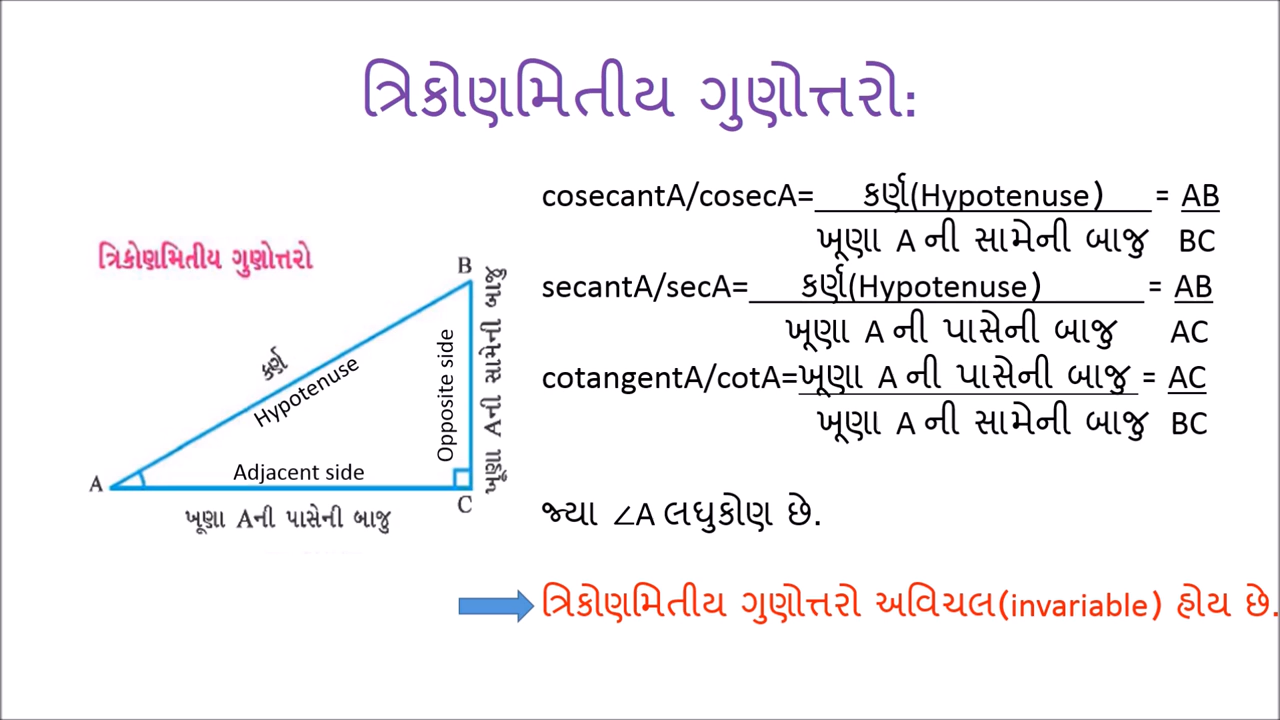 ત્રિકોણમિતીય ગુણોત્તરો:
ત્રિકોણમિતીય ગુણોત્તરો
B
કર્ણ
Hypotenuse
Opposite side
ખૂણા Aની સામેની બાજુ
A
Adjacent side
C
ખૂણા Aની પાસેની બાજુ
cosecantA/cosecA= કર્ણ(Hypotenuse) = AB
ખૂણા A ની સામેની બાજુ BC
secantA/secA= કર્ણ(Hypotenuse) = AB
ખૂણા A ની પાસેની બાજુ AC
cotangentA/cotA=ખૂણા A ની પાસેની બાજુ = AC
ખૂણા A ની સામેની બાજુ BC
જ્યા ∠A લઘુકોણ છે.
ત્રિકોણમિતીય ગુણોત્તરો અવિચલ(invariable) હોય છે.